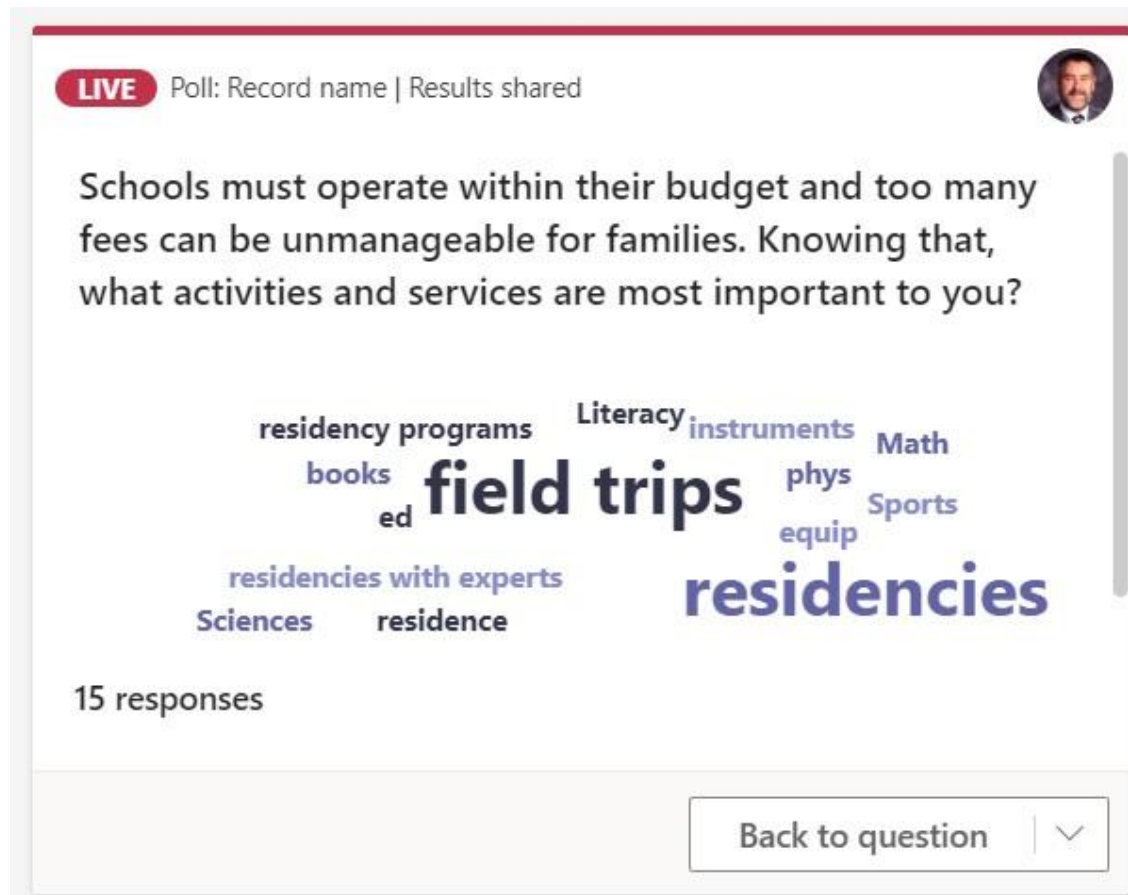 LIVE Poll: Record name | Results shared
Schools must operate within their budget and too many
fees can be unmanageable for families. Knowing that,
what activities and services are most important to you?
residency programs Literacy instruments Math
books field trips phys Sports
ed equip
residencies with experts residencies
Sciences residence
15 responses
Back to question